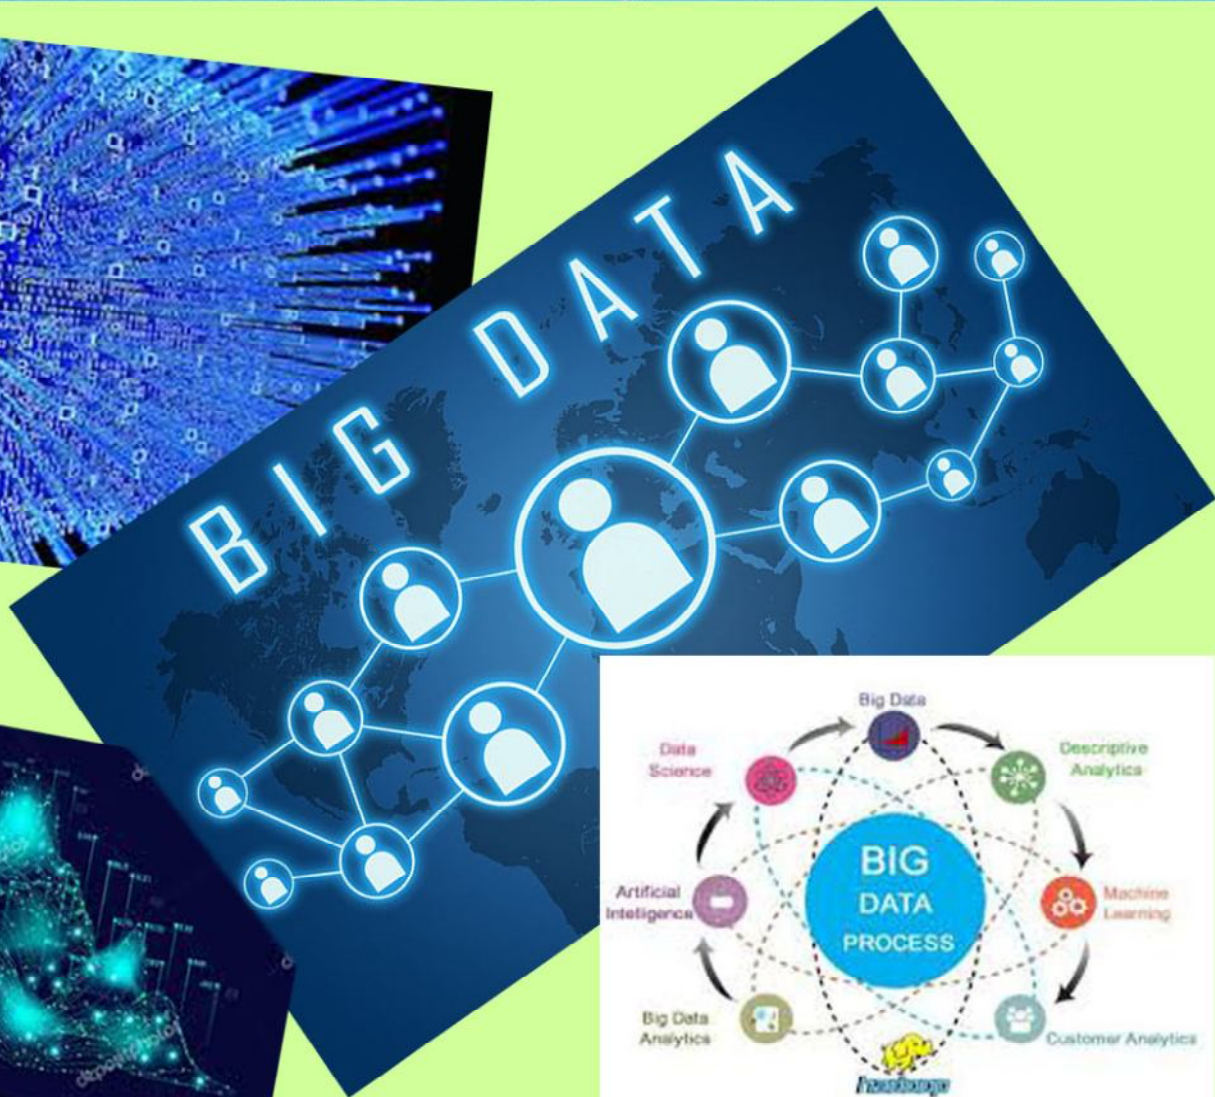 BIG DATA
Big Data
Data
Science
Descriptive
Analytics
BIG
DATA
PROCESS
Artificial
Intelligence
Machine
Learning
Big Data
Analytics
Customer Analytics
hadoop